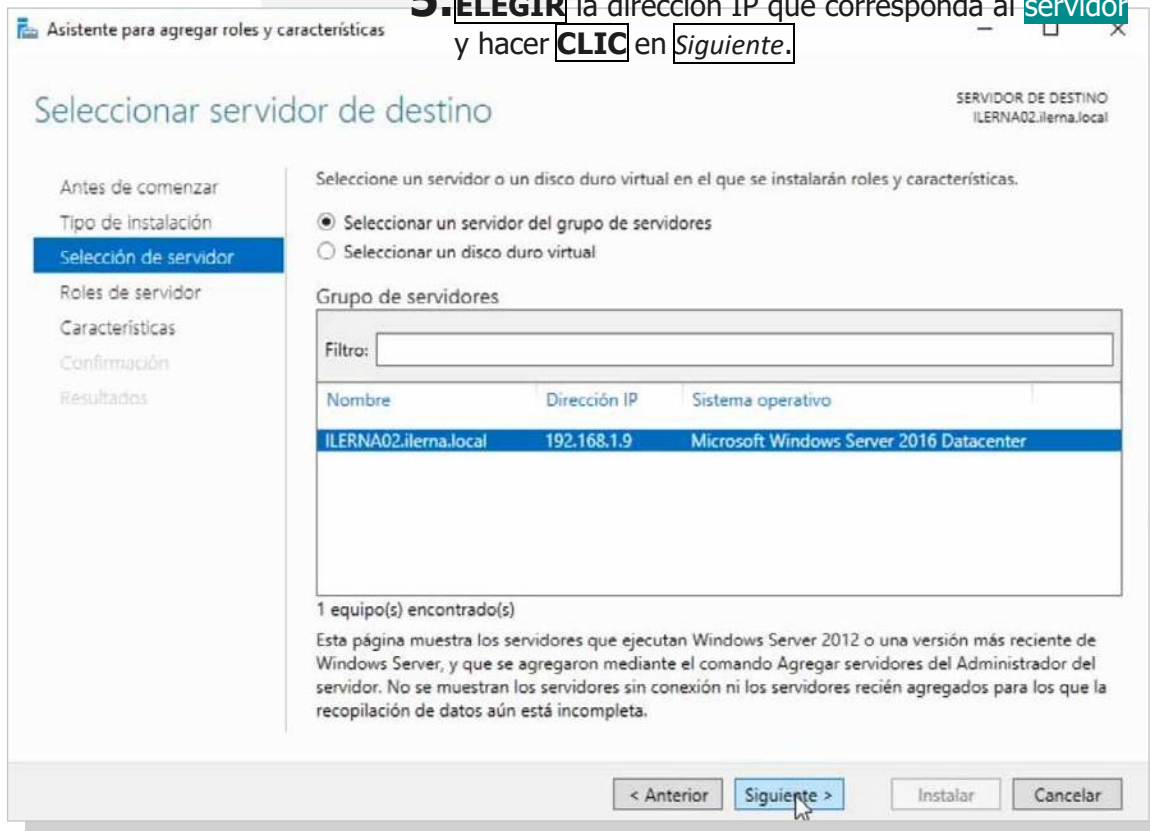 5.ELEGIR la dirección IP que corresponda al servidor
y hacer CLIC en Siguiente.
Asistente para agregar roles y características
Seleccionar servidor de destino
SERVIDOR DE DESTINO
ILERNA02.ilerna.local
Antes de comenzar
Tipo de instalación
Selección de servidor
Roles de servidor
Características
Confirmación
Resultados
Seleccione un servidor o un disco duro virtual en el que se instalarán roles y características.
Seleccionar un servidor del grupo de servidores
Seleccionar un disco duro virtual
Grupo de servidores
Filtro:
Nombre Dirección IP Sistema operativo
ILERNA02.ilerna.local 192.168.1.9 Microsoft Windows Server 2016 Datacenter
1 equipo(s) encontrado(s)
Esta página muestra los servidores que ejecutan Windows Server 2012 o una versión más reciente de
Windows Server, y que se agregaron mediante el comando Agregar servidores del Administrador del
servidor. No se muestran los servidores sin conexión ni los servidores recién agregados para los que la
recopilación de datos aún está incompleta.
< Anterior Siguiente > Instalar Cancelar